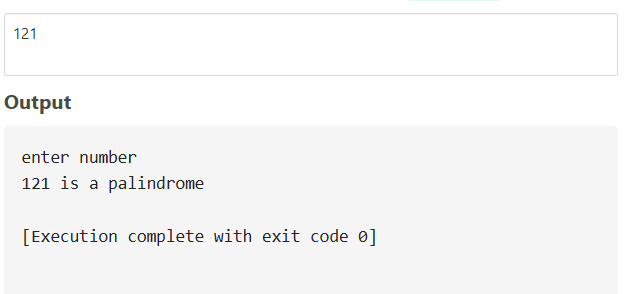 121
Output
enter number
121 is a palindrome
[Execution complete with exit code 0]